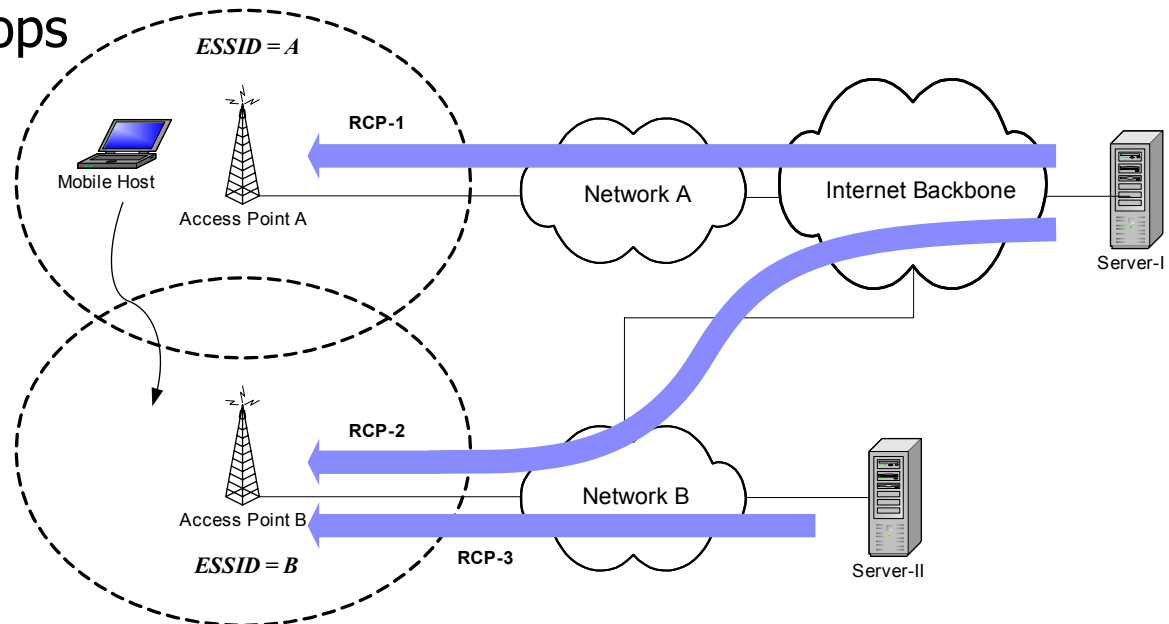 ops
ESSID = A
RCP-1
Mobile Host
Access Point A
Network A
Internet Backbone
Server-I
RCP-2
Access Point B
Network B
RCP-3
ESSID = B
Server-II